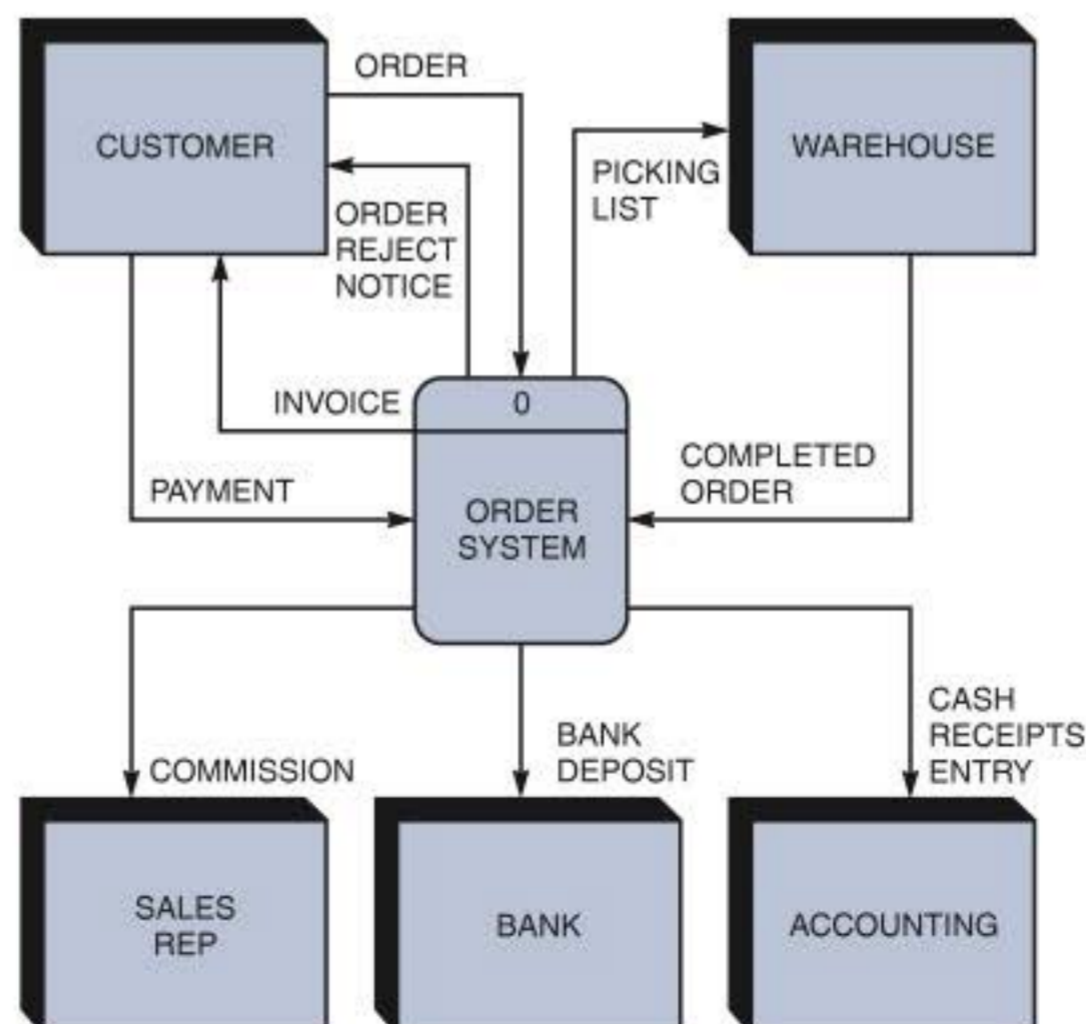 ORDER
CUSTOMER
WAREHOUSE
PICKING
LIST
ORDER
REJECT
NOTICE
INVOICE
0
COMPLETED
ORDER
PAYMENT
ORDER
SYSTEM
CASH
RECEIPTS
ENTRY
BANK
DEPOSIT
COMMISSION
SALES
REP
BANK
ACCOUNTING